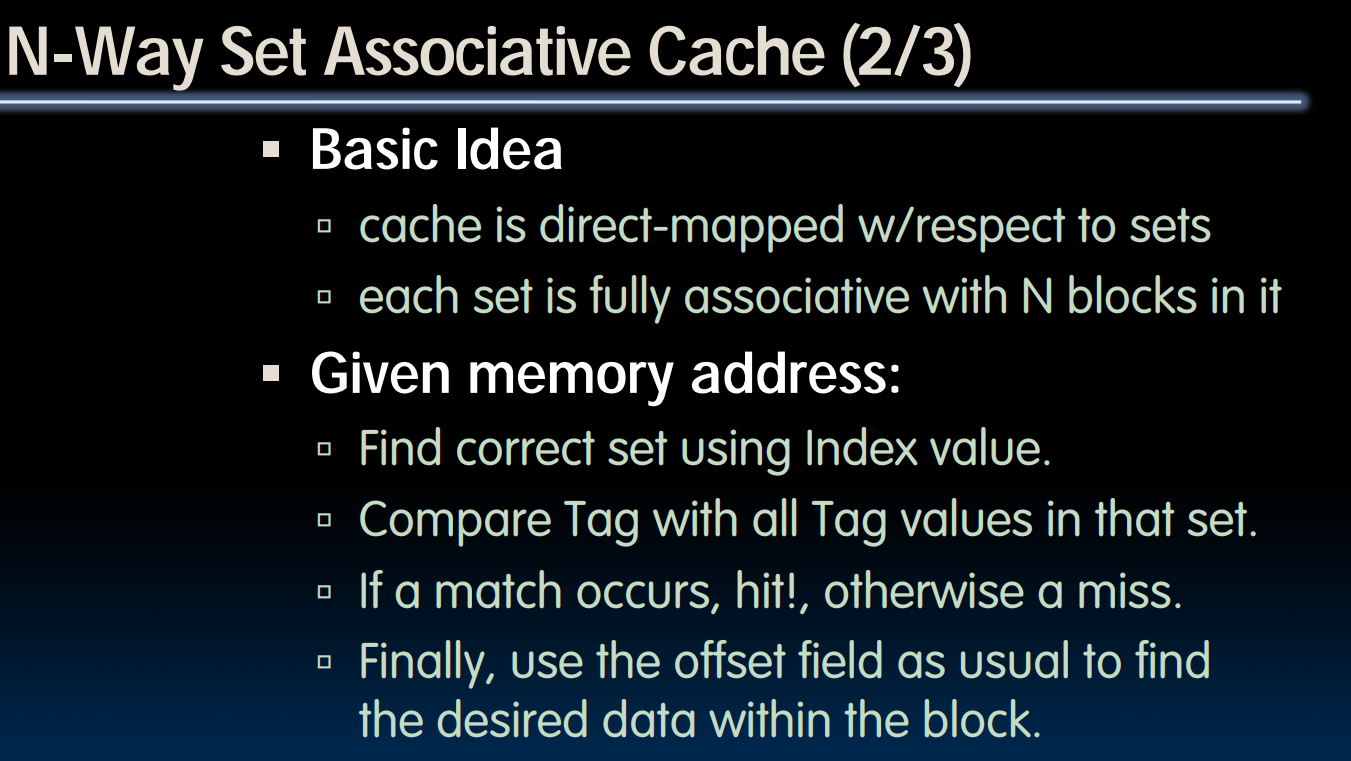 N-Way Set Associative Cache (2/3)
Basic Idea
cache is direct-mapped w/respect to sets
each set is fully associative with N blocks in it
Given memory address:
Find correct set using Index value.
Compare Tag with all Tag values in that set.
If a match occurs, hit!, otherwise a miss.
Finally, use the offset field as usual to find
the desired data within the block.